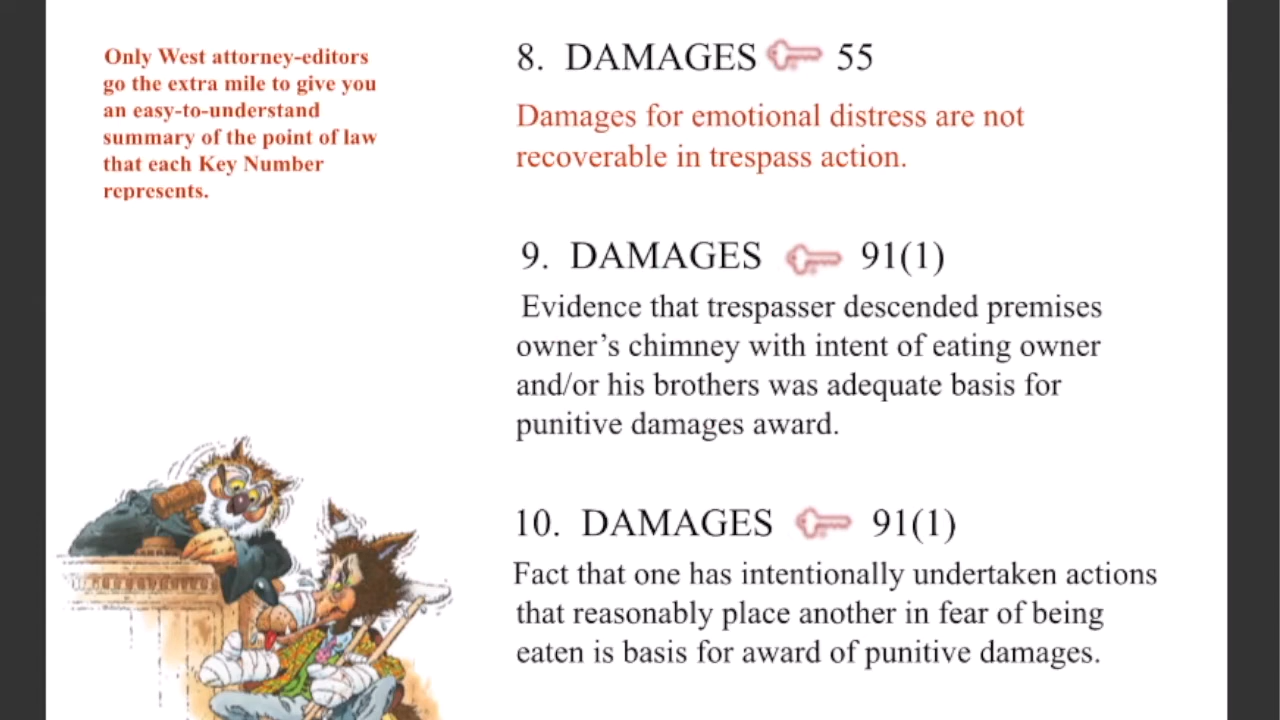 Only West attorney-editors
go the extra mile to give you
an easy-to-understand
summary of the point of law
that each Key Number
represents.
8. DAMAGES 55
Damages for emotional distress are not
recoverable in trespass action.
9. DAMAGES 91(1)
Evidence that trespasser descended premises
owner’s chimney with intent of eating owner
and/or his brothers was adequate basis for
punitive damages award.
10. DAMAGES 91(1)
Fact that one has intentionally undertaken actions
that reasonably place another in fear of being
eaten is basis for award of punitive damages.